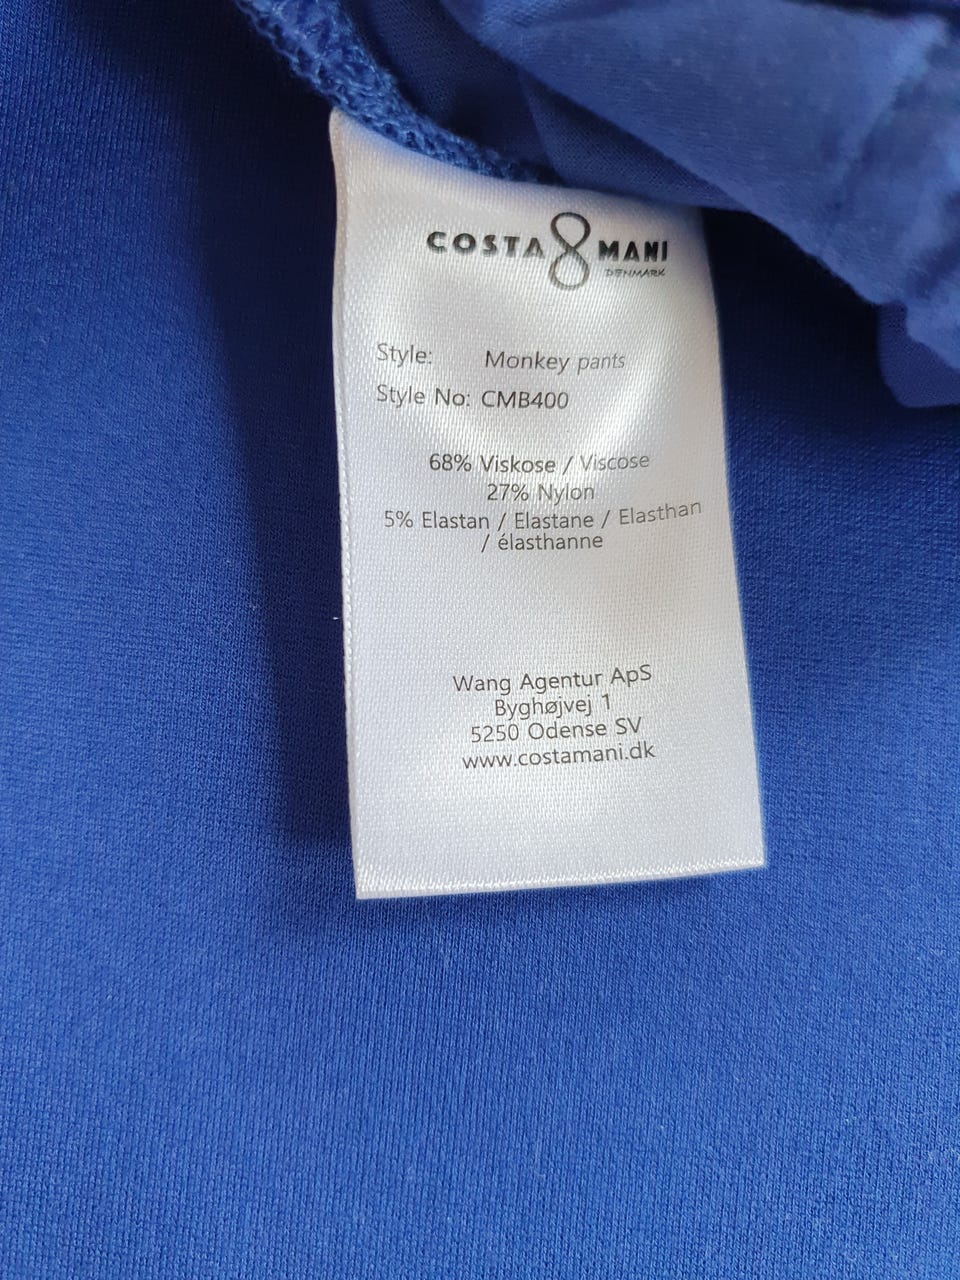 COSTA MANI
DENMARK
Style: Monkey pants
Style No: CMB400
68% Viskose / Viscose
27% Nylon
5% Elastan / Elastane / Elasthan
/ élasthanne
Wang Agentur ApS
Byghøjvej 1
5250 Odense SV
www.costamani.dk